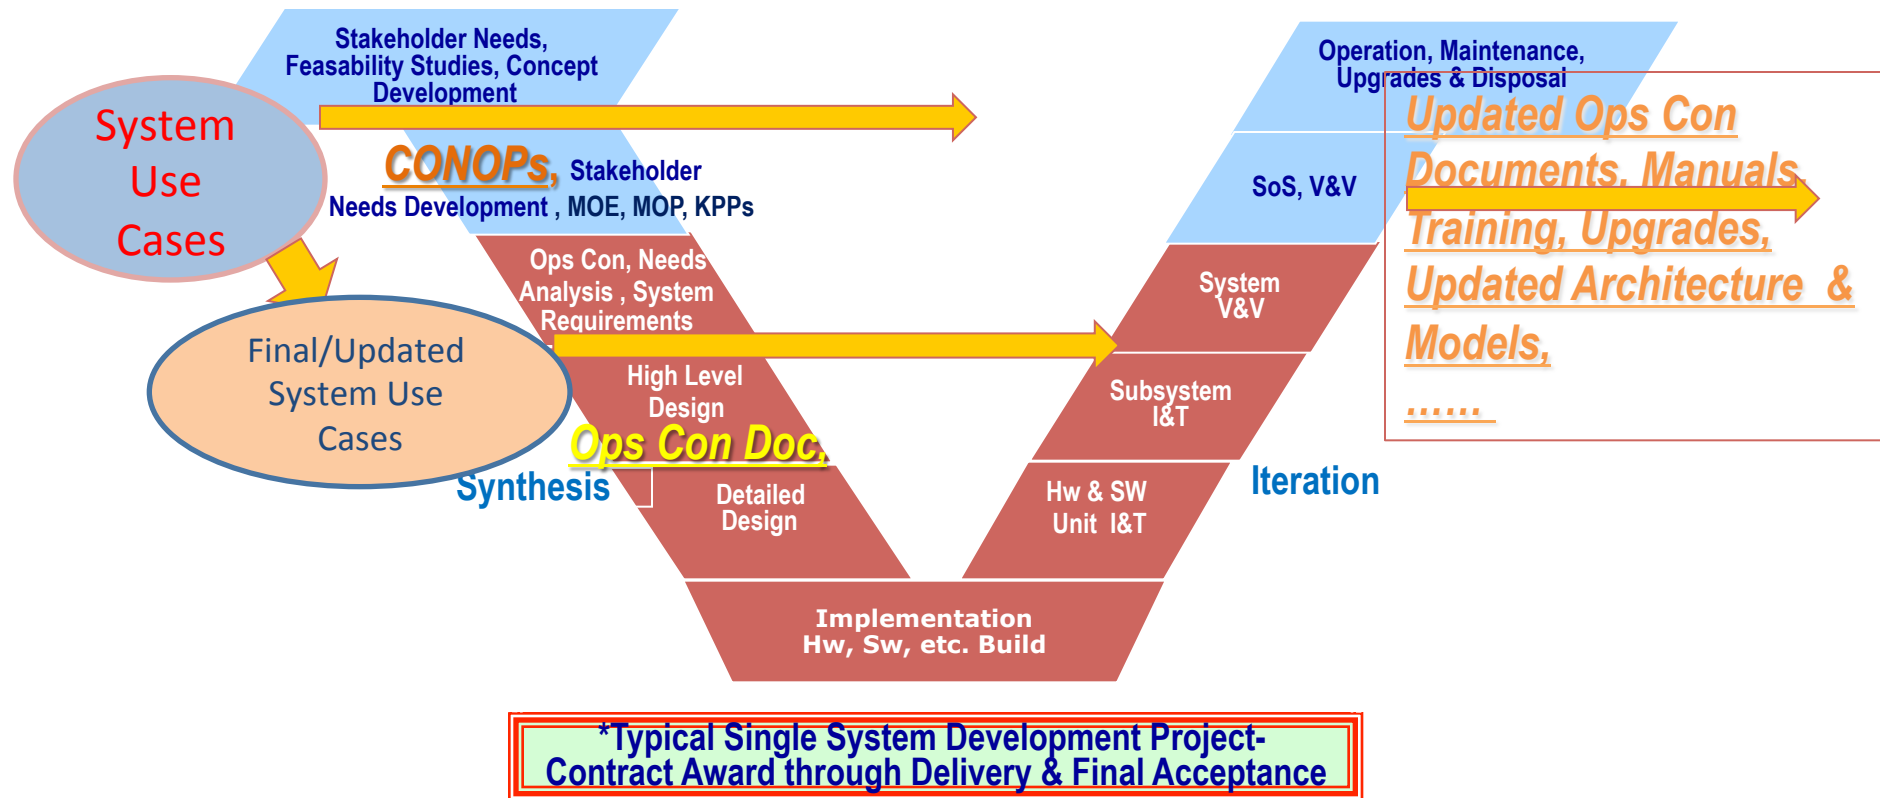 Stakeholder Needs,
Feasability Studies, Concept
Development
System
Use
Cases
CONOPs, Stakeholder
Needs Development , MOE, MOP, KPPs
Ops Con, Needs
Analysis , System
Requirements
Final/Updated
System Use
Cases
High Level
Design
Ops Con Doc,
Synthesis
Detailed
Design
Implementation
Hw, Sw, etc. Build
Operation, Maintenance,
Upgrades & Disposal
SoS, V&V
System
V&V
Subsystem
I&T
Hw & SW
Unit I&T
Iteration
Updated Ops Con
Documents, Manuals,
Training, Upgrades,
Updated Architecture &
Models,
……
*Typical Single System Development Project-
Contract Award through Delivery & Final Acceptance